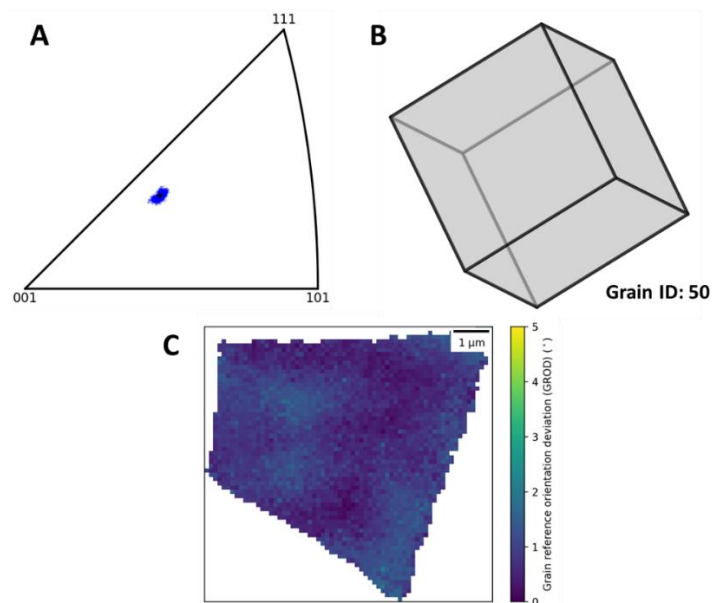 A
111
001
101
B
Grain ID: 50
C
1 μm
5
4
3
2
1
0
Grain reference orientation deviation (GROD) (°)